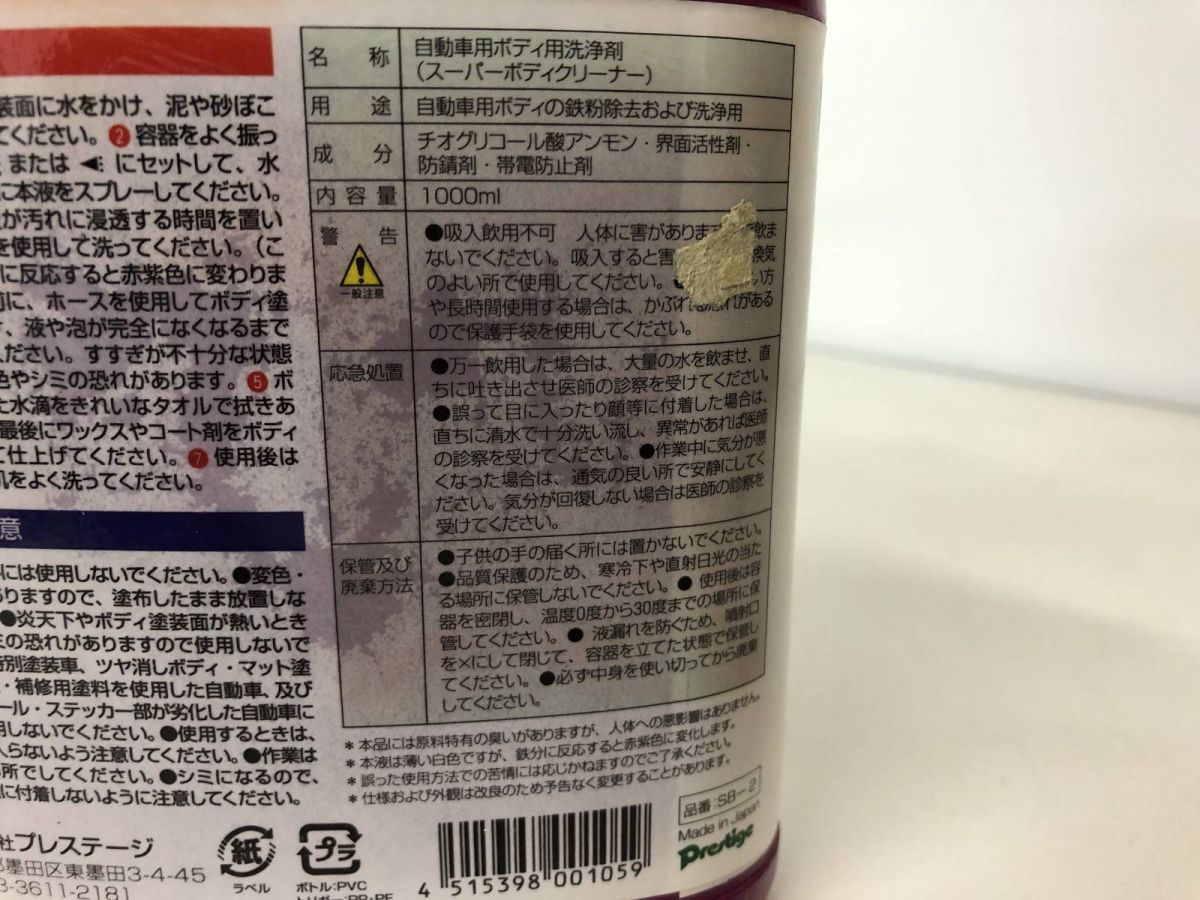 装面に水をかけ、泥や砂ぼこ
てください。❷容器をよく振っ
または ◀ にセットして、水
に本液をスプレーしてください。
が汚れに浸透する時間を置い
を使用して洗ってください。(こ
に反応すると赤紫色に変わりま
前に、ホースを使用してボディ塗
、液や泡が完全になくなるまで
ください。すすぎが不十分な状態
色やシミの恐れがあります。❺ボ
た水滴をきれいなタオルで拭きあ
最後にワックスやコート剤をボディ
て仕上げてください。❼使用後は
肌をよく洗ってください。
意
には使用しないでください。●変色・
ありますので、塗布したまま放置しな
●炎天下やボディ塗装面が熱いとき
ミの恐れがありますので使用しないで
特別塗装車、ツヤ消しボディ・マット塗
・補修用塗料を使用した自動車、及び
ール・ステッカー部が劣化した自動車に
用しないでください。●使用するときは、
入らないよう注意してください。●作業は
所でしてください。●シミになるので、
に付着しないように注意してください。
社プレステージ
墨田区東墨田3-4-45
3-3611-2181
紙
ラベル
プラ
ボトル:PVC
トリガー:PP・PE
名称 自動車用ボディ用洗浄剤
(スーパーボディクリーナー)
用途 自動車用ボディの鉄粉除去および洗浄用
成分 チオグリコール酸アンモン・界面活性剤・
防錆剤・帯電防止剤
内容量 1000ml
警告
一般注意
●吸入飲用不可 人体に害がありま 飲ま
ないでください。吸入すると害 換気
のよい所で使用してください。 い方
や長時間使用する場合は、かぶれる恐れがある
ので保護手袋を使用してください。
応急処置
●万一飲用した場合は、大量の水を飲ませ、直
ちに吐き出させ医師の診察を受けてください。
●誤って目に入ったり顔等に付着した場合は、
直ちに清水で十分洗い流し、異常があれば医師
の診察を受けてください。●作業中に気分が悪
くなった場合は、通気の良い所で安静にしてく
ださい。気分が回復しない場合は医師の診察を
受けてください。
保管及び
廃棄方法
●子供の手の届く所には置かないでください。
●品質保護のため、寒冷下や直射日光の当た
る場所に保管しないでください。● 使用後は容
器を密閉し、温度0度から30度までの場所に保
管してください。● 液漏れを防ぐため、噴射口
を×にして閉じて、容器を立てた状態で保管し
てください。●必ず中身を使い切ってから廃棄
してください。
*本品には原料特有の臭いがありますが、人体への悪影響はありません。
*本液は薄い白色ですが、鉄分に反応すると赤紫色に変化します。
*誤った使用方法での苦情には応じかねますのでご了承ください。
*仕様および外観は改良のため予告なく変更することがあります。
4 515398 001059
品番:SB-2
Made in Japan
Prestige